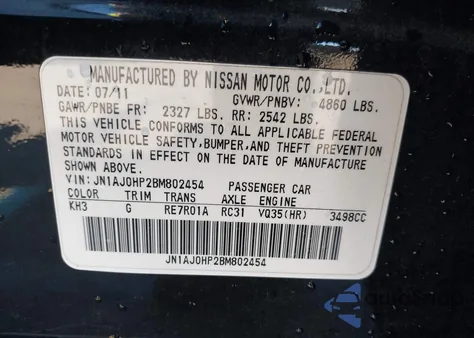 MANUFACTURED BY NISSAN MOTOR CO.,LTD.
DATE: 07/11 GVWR/PNBV: 4860 LBS.
GAWR/PNBE FR: 2327 LBS. RR: 2542 LBS.
THIS VEHICLE CONFORMS TO ALL APPLICABLE FEDERAL
MOTOR VEHICLE SAFETY,BUMPER,AND THEFT PREVENTION
STANDARDS IN EFFECT ON THE DATE OF MANUFACTURE
SHOWN ABOVE.
VIN: JN1AJ0HP2BM802454 PASSENGER CAR
COLOR TRIM TRANS AXLE ENGINE
KH3 G RE7R01A RC31 VQ35(HR) 3498CC
JN1AJ0HP2BM802454